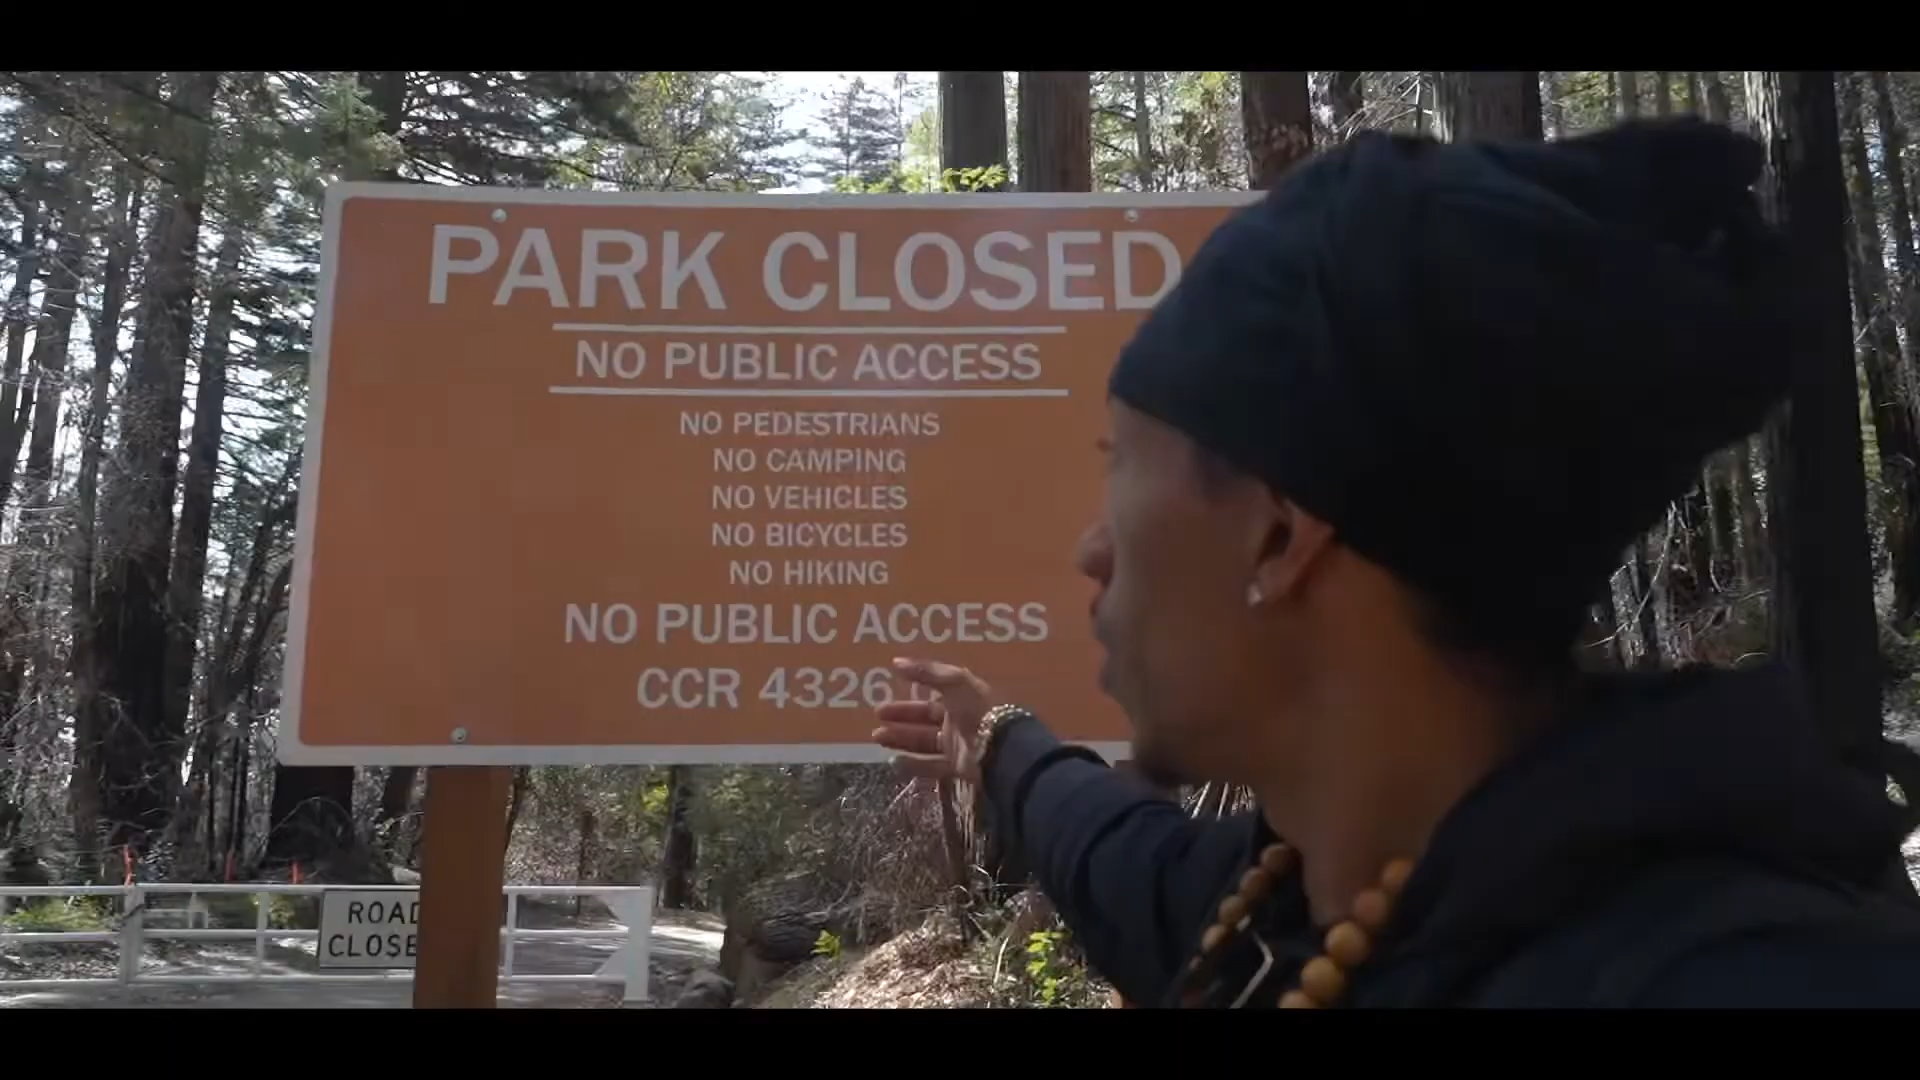 PARK CLOSED
NO PUBLIC ACCESS
NO PEDESTRIANS
NO CAMPING
NO VEHICLES
NO BICYCLES
NO HIKING
NO PUBLIC ACCESS
CCR 4326
ROAD
CLOSE